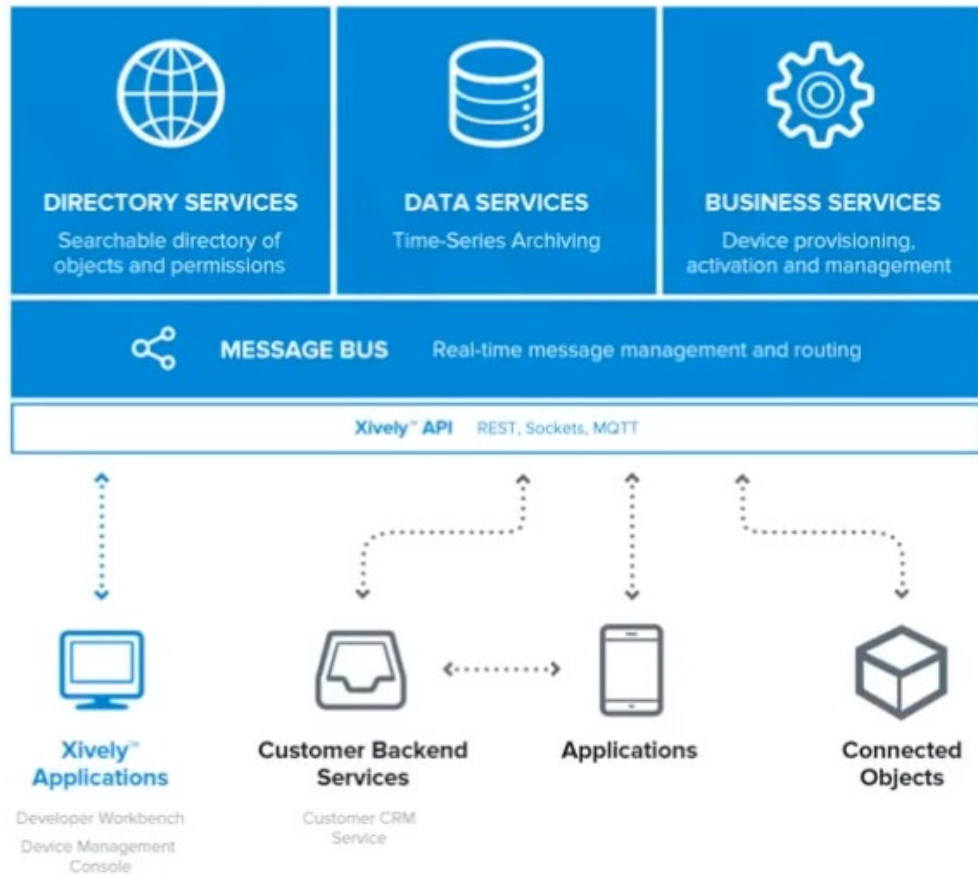 DIRECTORY SERVICES
Searchable directory of
objects and permissions
DATA SERVICES
Time-Series Archiving
BUSINESS SERVICES
Device provisioning,
activation and management
MESSAGE BUS Real-time message management and routing
Xively™ API REST, Sockets, MQTT
Xively™
Applications
Developer Workbench
Device Management
Console
Customer Backend
Services
Customer CRM
Service
Applications
Connected
Objects